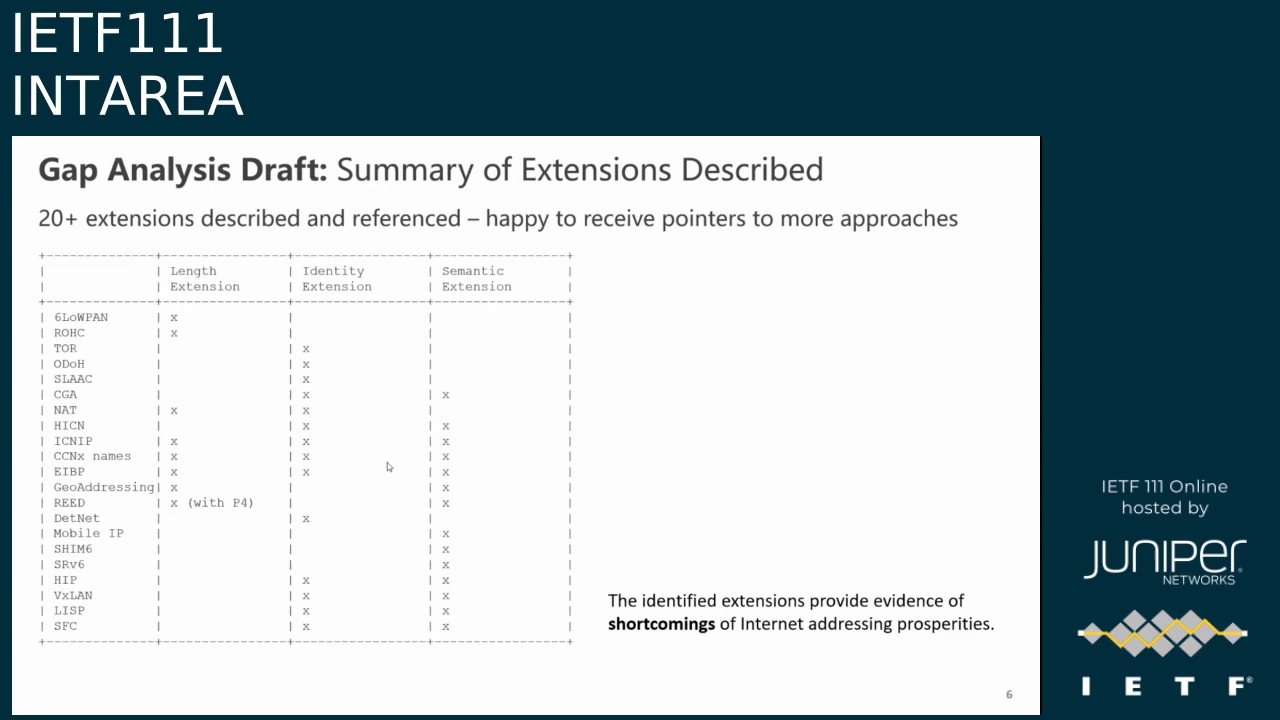 IETF111
INTAREA
Gap Analysis Draft: Summary of Extensions Described
20+ extensions described and referenced – happy to receive pointers to more approaches
+--------------+----------------+-----------------+-----------------+
|              | Length         | Identity        | Semantic        |
|              | Extension      | Extension       | Extension       |
+--------------+----------------+-----------------+-----------------+
| 6LoWPAN      | x              |                 |                 |
| ROHC         | x              |                 |                 |
| TOR          |                | x               |                 |
| ODoH         |                | x               |                 |
| SLAAC        |                | x               |                 |
| CGA          |                | x               | x               |
| NAT          | x              | x               |                 |
| HICN         |                | x               | x               |
| ICNIP        | x              | x               | x               |
| CCNx names   | x              | x               | x               |
| EIBP         | x              | x               | x               |
| GeoAddressing| x              |                 | x               |
| REED         | x (with P4)    |                 | x               |
| DetNet       |                | x               |                 |
| Mobile IP    |                |                 | x               |
| SHIM6        |                |                 | x               |
| SRv6         |                |                 | x               |
| HIP          |                | x               | x               |
| VxLAN        |                | x               | x               |
| LISP         |                | x               | x               |
| SFC          |                | x               | x               |
+--------------+----------------+-----------------+-----------------+
The identified extensions provide evidence of
shortcomings of Internet addressing prosperities.
6
IETF 111 Online
hosted by
JUNIPEr
NETWORKS
I E T F®